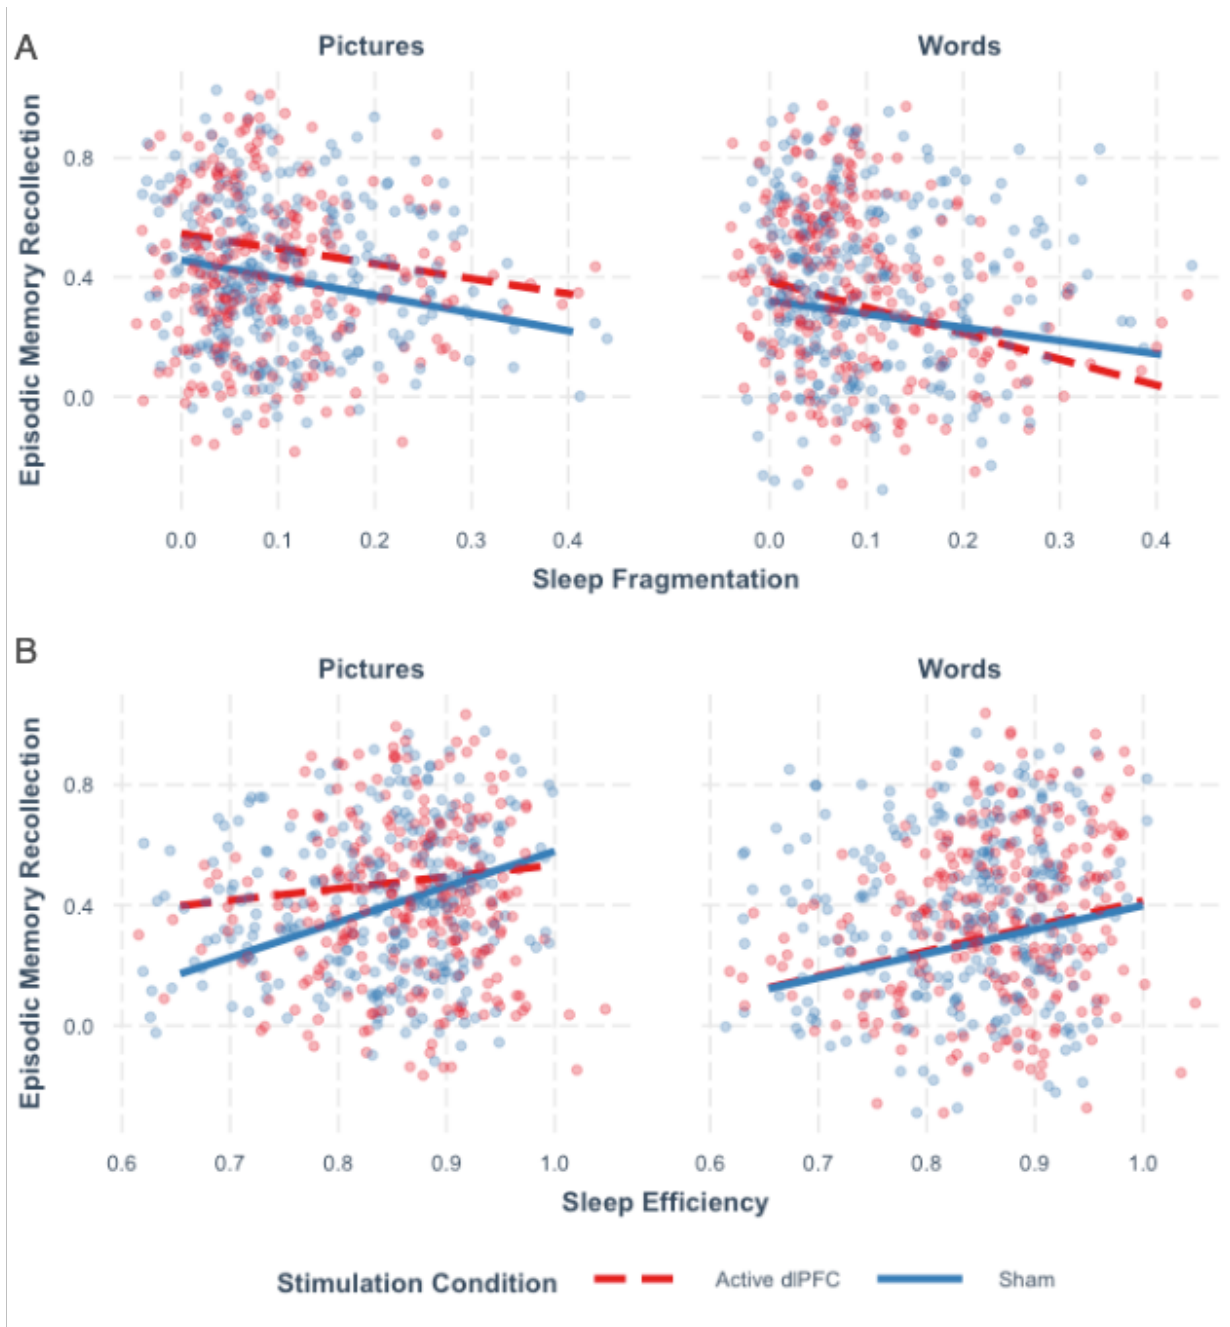 A
Pictures
Words
Episodic Memory Recollection
0.8
0.4
0.0
0.0 0.1 0.2 0.3 0.4
0.0 0.1 0.2 0.3 0.4
Sleep Fragmentation
B
Pictures
Words
Episodic Memory Recollection
0.8
0.4
0.0
0.6 0.7 0.8 0.9 1.0
0.6 0.7 0.8 0.9 1.0
Sleep Efficiency
Stimulation Condition Active dlPFC Sham